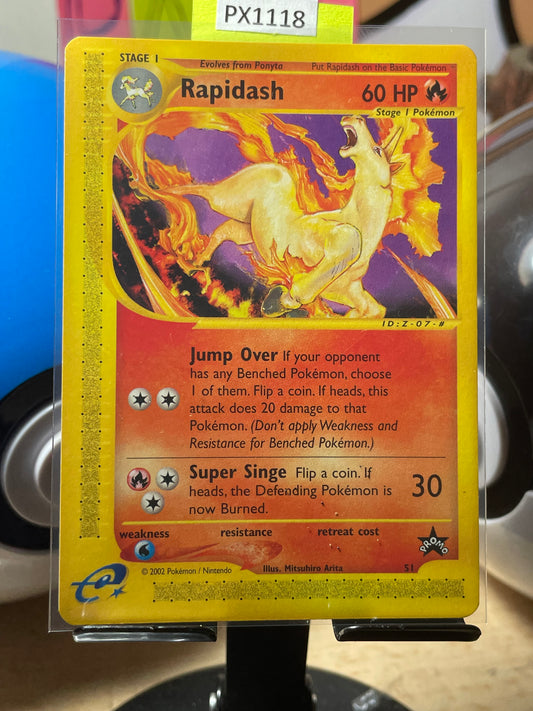 PX1118
STAGE 1
Evolves from Ponyta
Put Rapidash on the Basic Pokémon
Rapidash
60 HP
Stage 1 Pokémon
ID:Z-07-#
Jump Over If your opponent
has any Benched Pokémon, choose
1 of them. Flip a coin. If heads, this
attack does 20 damage to that
Pokémon. (Don't apply Weakness and
Resistance for Benched Pokémon.)
Super Singe Flip a coin. If
heads, the Defending Pokémon is
now Burned.
30
weakness
resistance
retreat cost
PROMO
© 2002 Pokémon / Nintendo
Illus. Mitsuhiro Arita
51
e